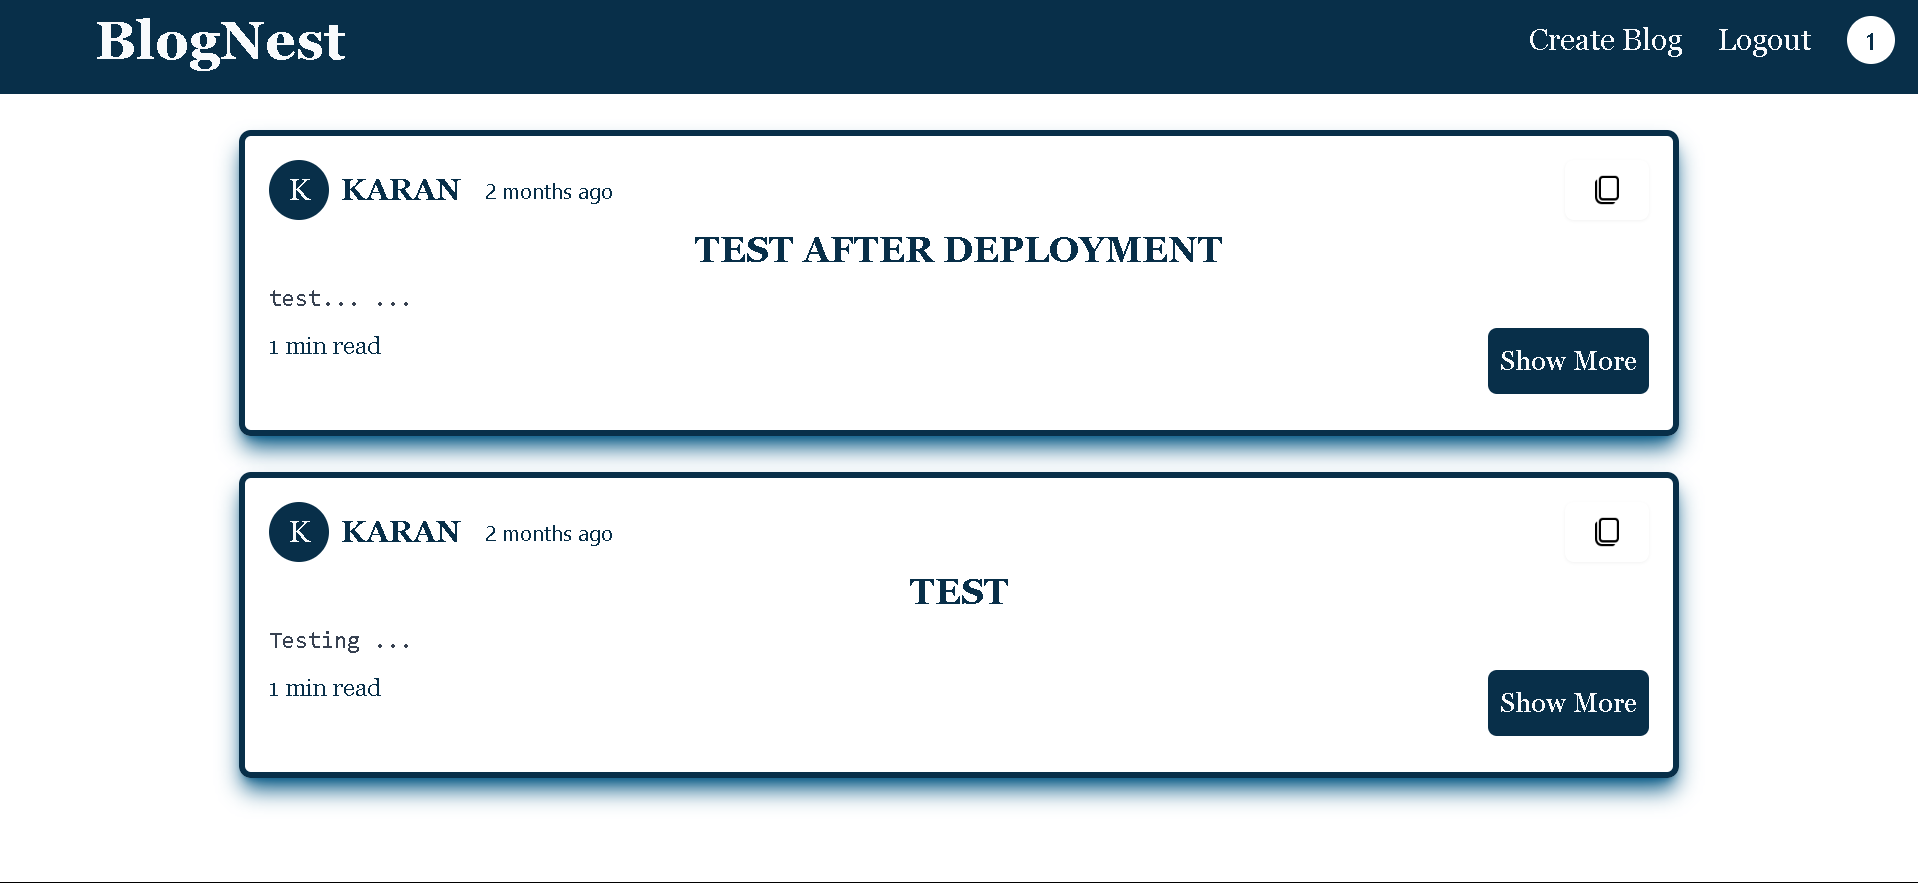 BlogNest
Create Blog Logout 1
K KARAN 2 months ago
TEST AFTER DEPLOYMENT
test... ...
1 min read
Show More
K KARAN 2 months ago
TEST
Testing ...
1 min read
Show More